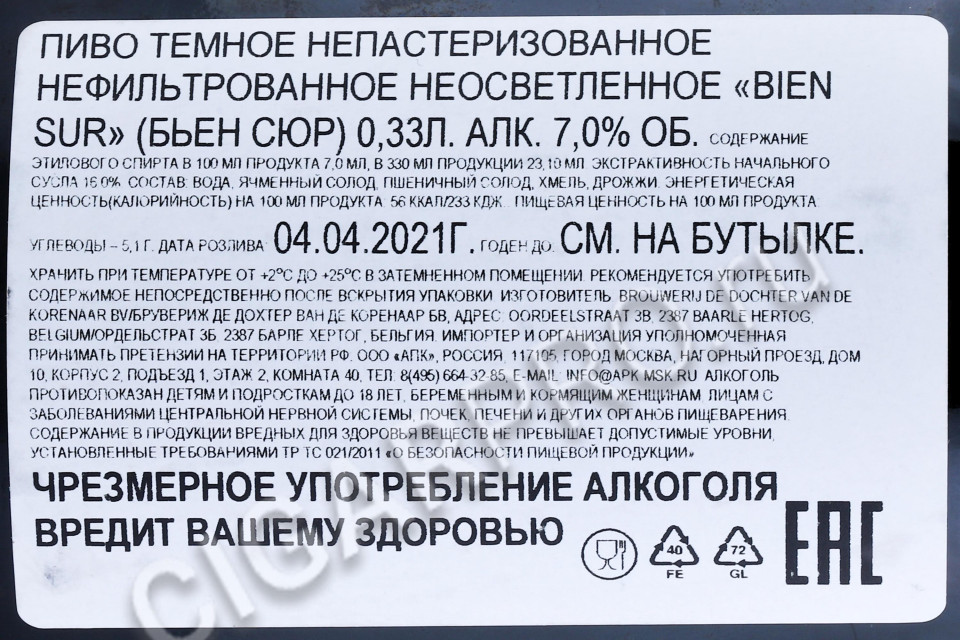 ПИВО ТЕМНОЕ НЕПАСТЕРИЗОВАННОЕ
НЕФИЛЬТРОВАННОЕ НЕОСВЕТЛЕННОЕ «BIEN
SUR» (БЬЕН СЮР) 0,33Л. АЛК. 7,0% ОБ. СОДЕРЖАНИЕ
ЭТИЛОВОГО СПИРТА В 100 МЛ ПРОДУКТА 7,0 МЛ, В 330 МЛ ПРОДУКЦИИ 23,10 МЛ. ЭКСТРАКТИВНОСТЬ НАЧАЛЬНОГО
СУСЛА 16.0%. СОСТАВ: ВОДА, ЯЧМЕННЫЙ СОЛОД, ПШЕНИЧНЫЙ СОЛОД, ХМЕЛЬ, ДРОЖЖИ. ЭНЕРГЕТИЧЕСКАЯ
ЦЕННОСТЬ(КАЛОРИЙНОСТЬ) НА 100 МЛ ПРОДУКТА: 56 ККАЛ/233 КДЖ. ПИЩЕВАЯ ЦЕННОСТЬ НА 100 МЛ ПРОДУКТА:
УГЛЕВОДЫ – 5,1 Г. ДАТА РОЗЛИВА: 04.04.2021Г. ГОДЕН ДО: СМ. НА БУТЫЛКЕ.
ХРАНИТЬ ПРИ ТЕМПЕРАТУРЕ ОТ +2°С ДО +25°С В ЗАТЕМНЕННОМ ПОМЕЩЕНИИ. РЕКОМЕНДУЕТСЯ УПОТРЕБИТЬ
СОДЕРЖИМОЕ НЕПОСРЕДСТВЕННО ПОСЛЕ ВСКРЫТИЯ УПАКОВКИ. ИЗГОТОВИТЕЛЬ: BROUWERIJ DE DOCHTER VAN DE
KORENAAR BV/БРУВЕРИЖ ДЕ ДОХТЕР ВАН ДЕ КОРЕНААР БВ, АДРЕС: OORDEELSTRAAT 3B, 2387 BAARLE HERTOG,
BELGIUM/ОРДЕЛЬСТРАТ 3Б, 2387 БАРЛЕ ХЕРТОГ, БЕЛЬГИЯ. ИМПОРТЕР И ОРГАНИЗАЦИЯ УПОЛНОМОЧЕННАЯ
ПРИНИМАТЬ ПРЕТЕНЗИИ НА ТЕРРИТОРИИ РФ: ООО «АПК», РОССИЯ, 117105, ГОРОД МОСКВА, НАГОРНЫЙ ПРОЕЗД, ДОМ
10, КОРПУС 2, ПОДЪЕЗД 1, ЭТАЖ 2, КОМНАТА 40, ТЕЛ: 8(495) 664-32-85, E-MAIL: INFO@APK-MSK.RU АЛКОГОЛЬ
ПРОТИВОПОКАЗАН ДЕТЯМ И ПОДРОСТКАМ ДО 18 ЛЕТ, БЕРЕМЕННЫМ И КОРМЯЩИМ ЖЕНЩИНАМ, ЛИЦАМ С
ЗАБОЛЕВАНИЯМИ ЦЕНТРАЛЬНОЙ НЕРВНОЙ СИСТЕМЫ, ПОЧЕК, ПЕЧЕНИ И ДРУГИХ ОРГАНОВ ПИЩЕВАРЕНИЯ.
СОДЕРЖАНИЕ В ПРОДУКЦИИ ВРЕДНЫХ ДЛЯ ЗДОРОВЬЯ ВЕЩЕСТВ НЕ ПРЕВЫШАЕТ ДОПУСТИМЫЕ УРОВНИ,
УСТАНОВЛЕННЫЕ ТРЕБОВАНИЯМИ ТР ТС 021/2011 «О БЕЗОПАСНОСТИ ПИЩЕВОЙ ПРОДУКЦИИ»
ЧРЕЗМЕРНОЕ УПОТРЕБЛЕНИЕ АЛКОГОЛЯ
ВРЕДИТ ВАШЕМУ ЗДОРОВЬЮ
40 72 EAC
FE GL
CIGARPRO.ru